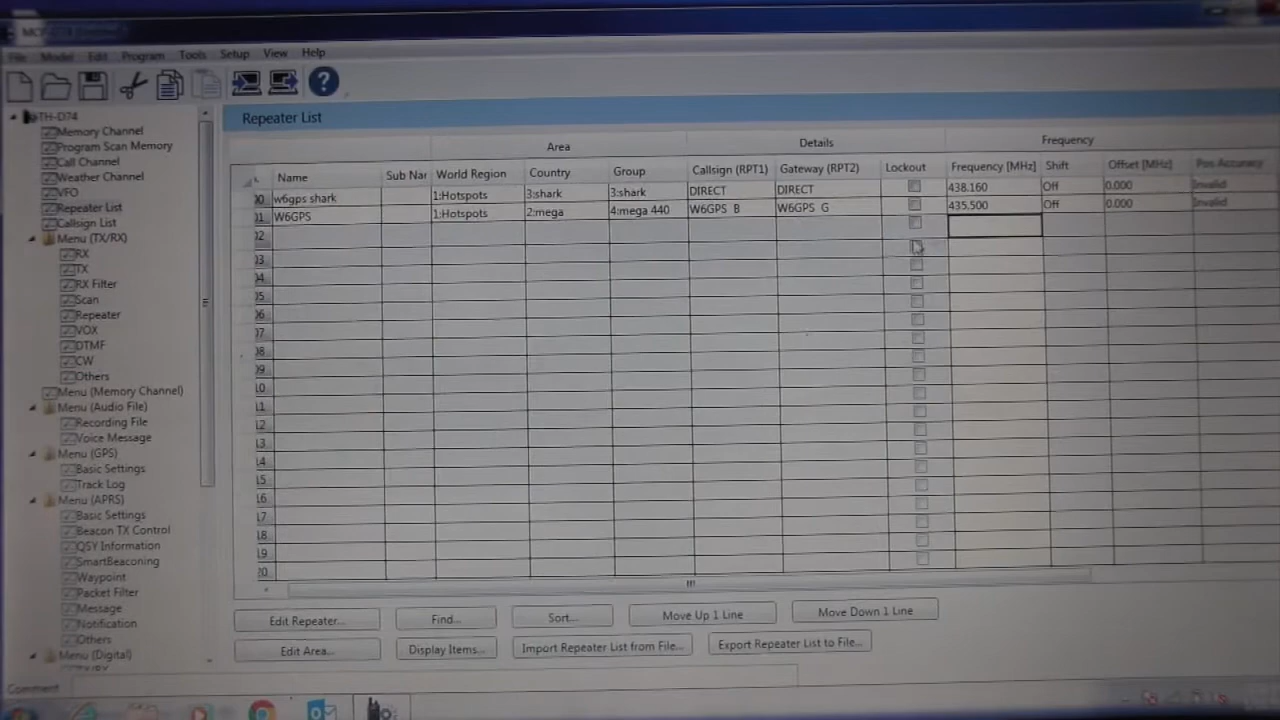 File Model Edit Program Tools Setup View Help
TH-D74
Memory Channel
Program Scan Memory
Call Channel
Weather Channel
VFO
Repeater List
Callsign List
Menu (TX/RX)
RX
TX
RX Filter
Scan
Repeater
VOX
DTMF
CW
Others
Menu (Memory Channel)
Menu (Audio File)
Recording File
Voice Message
Menu (GPS)
Basic Settings
Track Log
Menu (APRS)
Basic Settings
Beacon TX Control
QSY Information
SmartBeaconing
Waypoint
Packet Filter
Message
Notification
Others
Menu (Digital)
Repeater List
Area Details Frequency
Name Sub Nar World Region Country Group Callsign (RPT1) Gateway (RPT2) Lockout Frequency [MHz] Shift Offset [MHz] Pos Accuracy
w6gps shark 1:Hotspots 3:shark 3:shark DIRECT DIRECT 438.160 Off 0.000 Invalid
W6GPS 1:Hotspots 2:mega 4:mega 440 W6GPS B W6GPS G 435.500 Off 0.000 Invalid
Edit Repeater... Find... Sort... Move Up 1 Line Move Down 1 Line
Edit Area... Display Items... Import Repeater List from File... Export Repeater List to File...
Comment